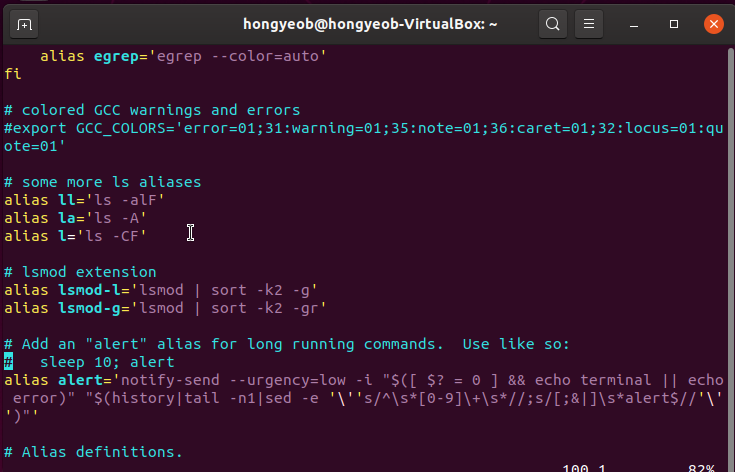 hongyeob@hongyeob-VirtualBox: ~
    alias egrep='egrep --color=auto'
fi

# colored GCC warnings and errors
#export GCC_COLORS='error=01;31:warning=01;35:note=01;36:caret=01;32:locus=01:qu
ote=01'

# some more ls aliases
alias ll='ls -alF'
alias la='ls -A'
alias l='ls -CF'

# lsmod extension
alias lsmod-l='lsmod | sort -k2 -g'
alias lsmod-g='lsmod | sort -k2 -gr'

# Add an "alert" alias for long running commands.  Use like so:
#   sleep 10; alert
alias alert='notify-send --urgency=low -i "$([ $? = 0 ] && echo terminal || echo
 error)" "$(history|tail -n1|sed -e '\''s/^\s*[0-9]\+\s*//;s/[;&|]\s*alert$//'\'
')"'

# Alias definitions.
100,1 82%